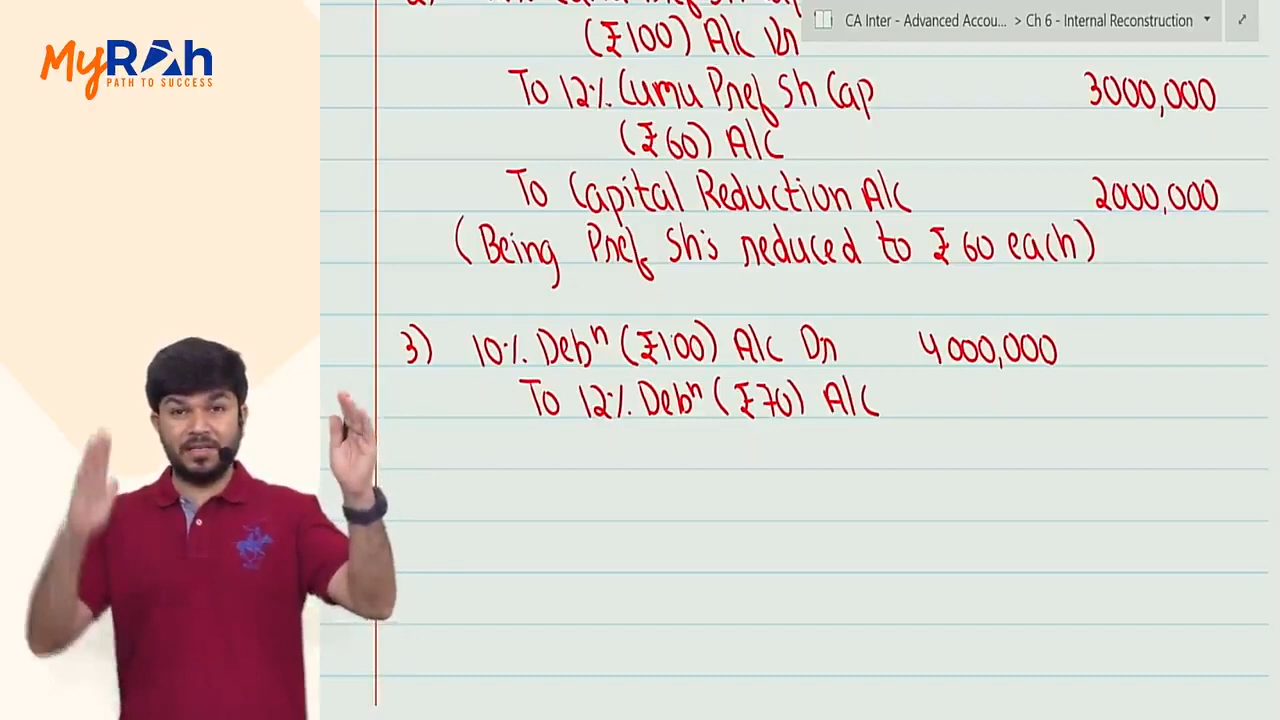 MyRAh
PATH TO SUCCESS
CA Inter - Advanced Accou... > Ch 6 - Internal Reconstruction
(₹100) A/c Dr
To 12% Cumu Pref Sh Cap 3000,000
(₹60) A/c
To Capital Reduction A/c 2000,000
(Being Pref Sh's reduced to ₹60 each)
3) 10% Debⁿ (₹100) A/c Dr 4000,000
To 12% Debⁿ (₹70) A/c